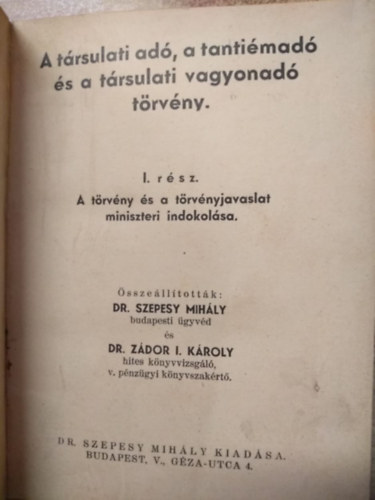 A társulati adó, a tantiémadó
és a társulati vagyonadó
törvény.
I. rész.
A törvény és a törvényjavaslat
miniszteri indokolása.
Összeállították:
DR. SZEPESY MIHÁLY
budapesti ügyvéd
és
DR. ZÁDOR I. KÁROLY
hites könyvvizsgáló,
v. pénzügyi könyvszakértő.
DR. SZEPESY MIHÁLY KIADÁSA.
BUDAPEST, V., GÉZA-UTCA 4.